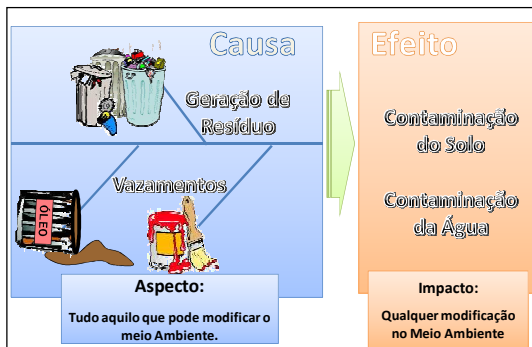 Causa
Efeito
Geração de
Resíduo
Contaminação
do Solo
Vazamentos
ÓLEO
Contaminação
da Água
Aspecto:
Tudo aquilo que pode modificar o
meio Ambiente.
Impacto:
Qualquer modificação
no Meio Ambiente